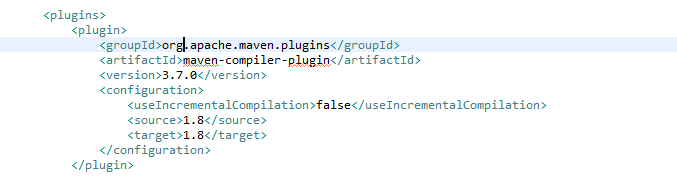 <plugins>
<plugin>
<groupId>org.apache.maven.plugins</groupId>
<artifactId>maven-compiler-plugin</artifactId>
<version>3.7.0</version>
<configuration>
<useIncrementalCompilation>false</useIncrementalCompilation>
<source>1.8</source>
<target>1.8</target>
</configuration>
</plugin>